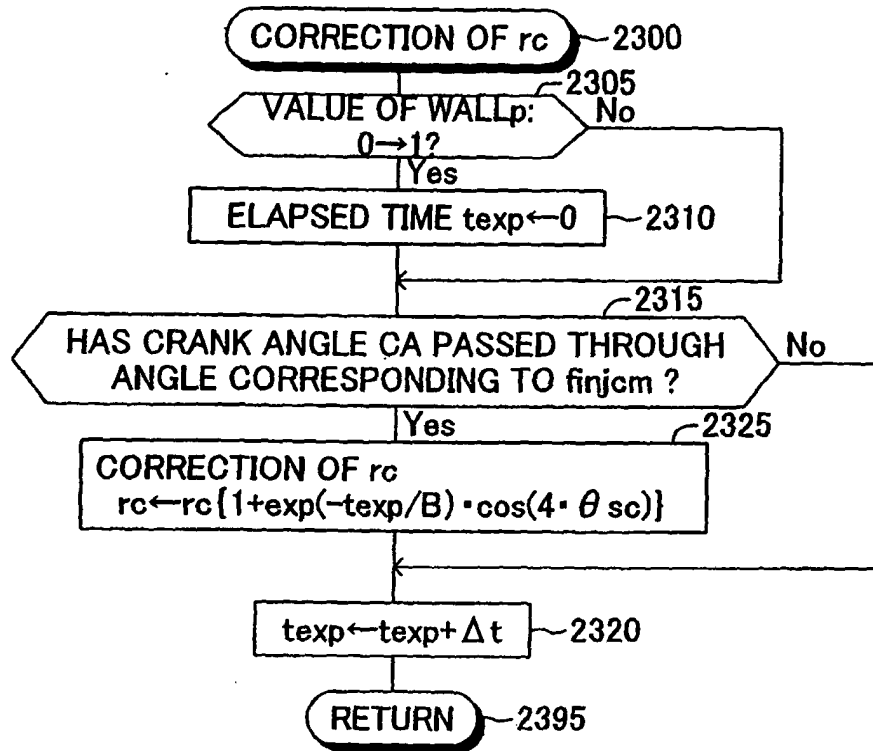 CORRECTION OF rc
2300
2305
VALUE OF WALLp:
0→1?
No
Yes
ELAPSED TIME texp←0
2310
2315
HAS CRANK ANGLE CA PASSED THROUGH
ANGLE CORRESPONDING TO finjcm ?
No
Yes
2325
CORRECTION OF rc
rc←rc{1+exp(-texp/B)・cos(4・θsc)}
texp←texp+Δt
2320
RETURN
2395